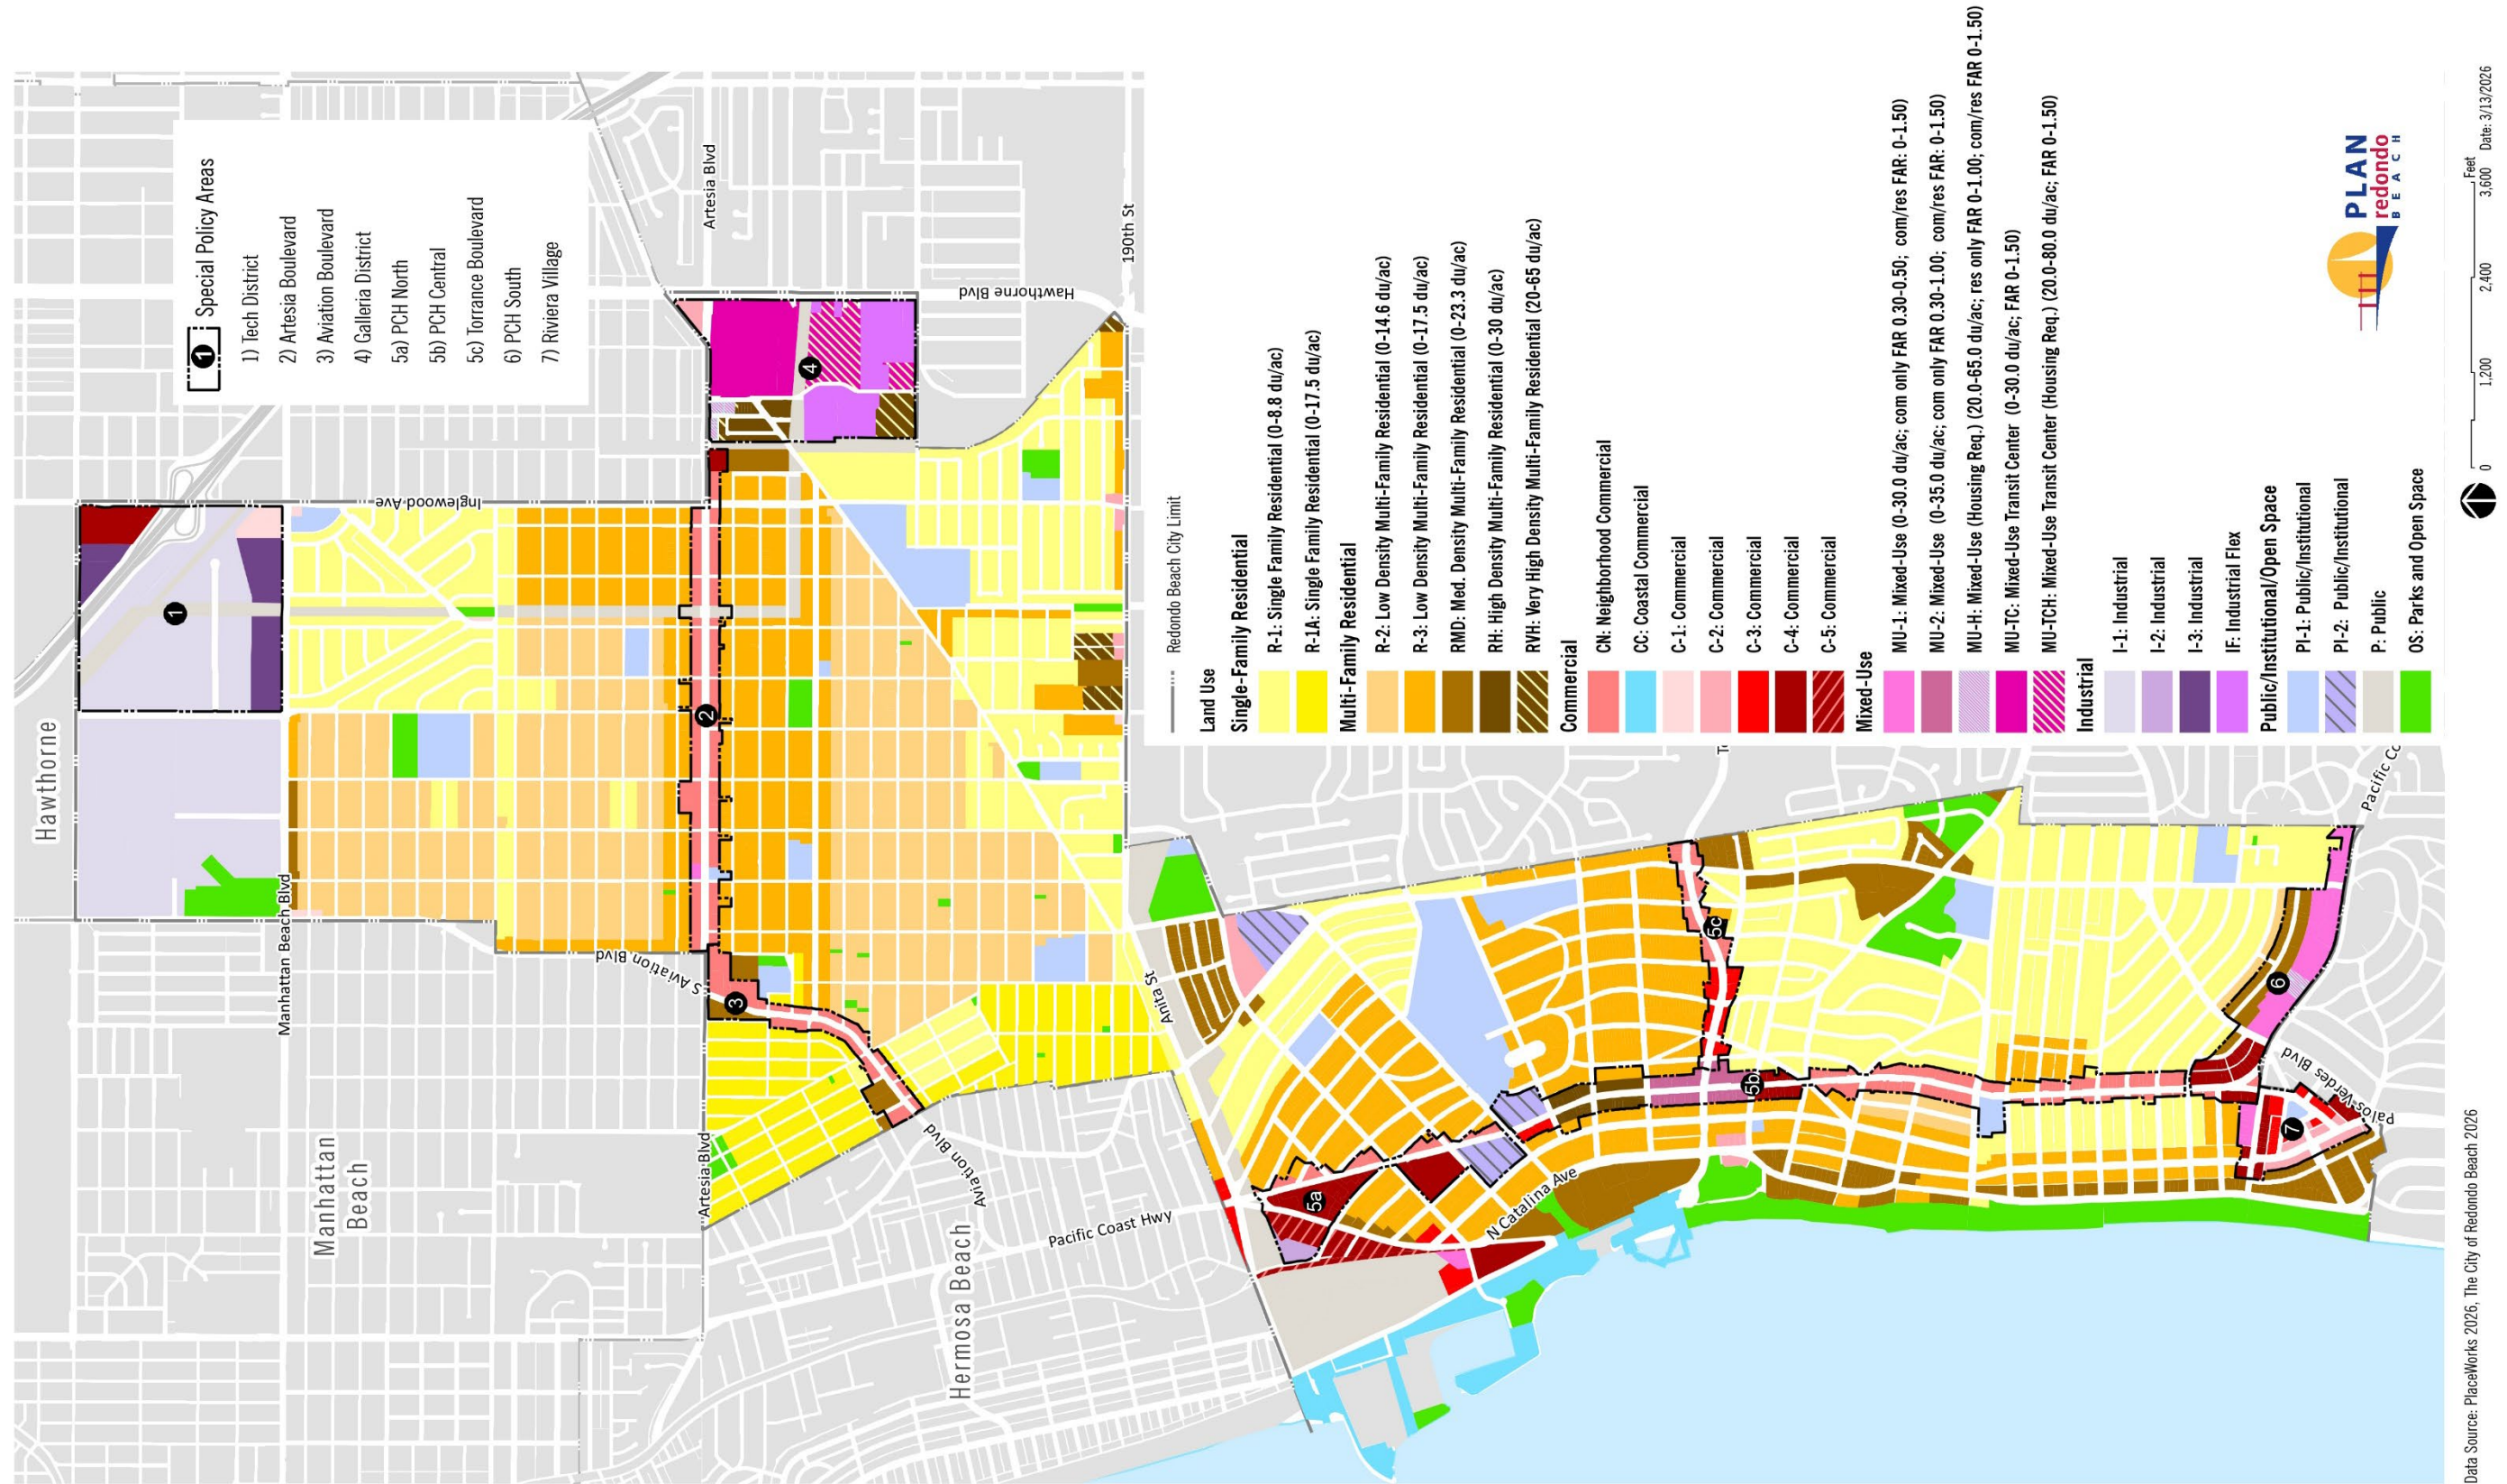 Hawthorne
Manhattan
Beach
Hermosa Beach
Manhattan Beach Blvd
Inglewood Ave
S Aviation Blvd
Artesia Blvd
Artesia Blvd
Aviation Blvd
Aviation Blvd
Pacific Coast Hwy
Hawthorne Blvd
190th St
Anita St
N Catalina Ave
Palos Verdes Blvd
Pacific Co
T
1
2
3
4
5a
5b
5c
6
7
1 Special Policy Areas
1) Tech District
2) Artesia Boulevard
3) Aviation Boulevard
4) Galleria District
5a) PCH North
5b) PCH Central
5c) Torrance Boulevard
6) PCH South
7) Riviera Village
Redondo Beach City Limit
Land Use
Single-Family Residential
R-1: Single Family Residential (0-8.8 du/ac)
R-1A: Single Family Residential (0-17.5 du/ac)
Multi-Family Residential
R-2: Low Density Multi-Family Residential (0-14.6 du/ac)
R-3: Low Density Multi-Family Residential (0-17.5 du/ac)
RMD: Med. Density Multi-Family Residential (0-23.3 du/ac)
RH: High Density Multi-Family Residential (0-30 du/ac)
RVH: Very High Density Multi-Family Residential (20-65 du/ac)
Commercial
CN: Neighborhood Commercial
CC: Coastal Commercial
C-1: Commercial
C-2: Commercial
C-3: Commercial
C-4: Commercial
C-5: Commercial
Mixed-Use
MU-1: Mixed-Use (0-30.0 du/ac; com only FAR 0.30-0.50; com/res FAR: 0-1.50)
MU-2: Mixed-Use (0-35.0 du/ac; com only FAR 0.30-1.00; com/res FAR: 0-1.50)
MU-H: Mixed-Use (Housing Req.) (20.0-65.0 du/ac; res only FAR 0-1.00; com/res FAR 0-1.50)
MU-TC: Mixed-Use Transit Center (0-30.0 du/ac; FAR 0-1.50)
MU-TCH: Mixed-Use Transit Center (Housing Req.) (20.0-80.0 du/ac; FAR 0-1.50)
Industrial
I-1: Industrial
I-2: Industrial
I-3: Industrial
IF: Industrial Flex
Public/Institutional/Open Space
PI-1: Public/Institutional
PI-2: Public/Institutional
P: Public
OS: Parks and Open Space
PLAN
redondo
BEACH
0 1,200 2,400 3,600
Feet
Date: 3/13/2026
Data Source: PlaceWorks 2026, The City of Redondo Beach 2026